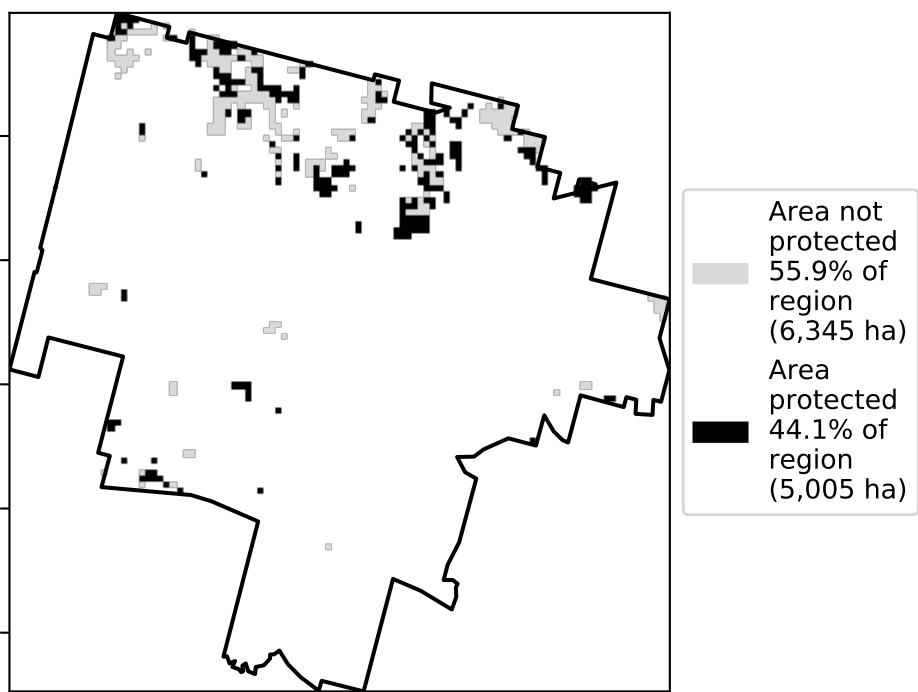 Area not
protected
55.9% of
region
(6,345 ha)
Area
protected
44.1% of
region
(5,005 ha)